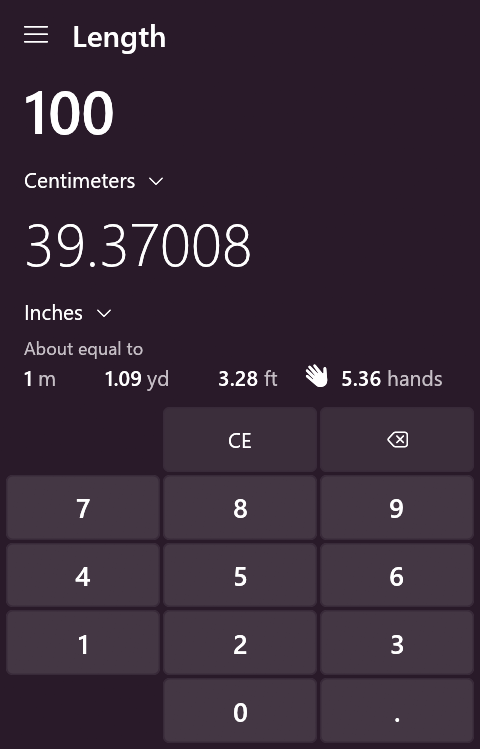 Length
100
Centimeters
39.37008
Inches
About equal to
1 m 1.09 yd 3.28 ft 5.36 hands
CE
7 8 9
4 5 6
1 2 3
0 .